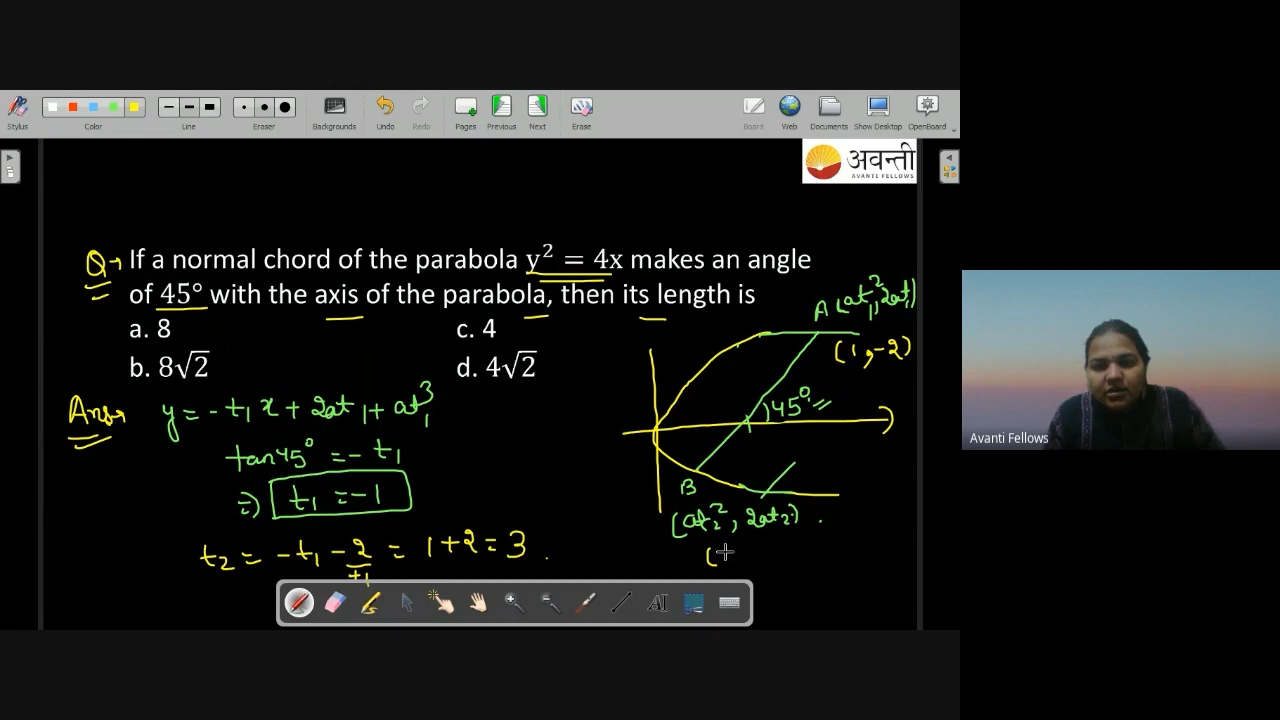 Stylus
Color
Line
Eraser
Backgrounds
Undo
Redo
Pages
Previous
Next
Erase
Board
Web
Documents
Show Desktop
OpenBoard
अवन्ती
AVANTI FELLOWS
Q→ If a normal chord of the parabola y² = 4x makes an angle
of 45° with the axis of the parabola, then its length is
a. 8
c. 4
b. 8√2
d. 4√2
A (at₁², 2at₁)
(1, -2)
45°
B
(at₂², 2at₂)
(
Ans→ y = -t₁x + 2at₁ + at₁³
tan45° = -t₁
⇒ t₁ = -1
t₂ = -t₁ - 2/t₁ = 1+2 = 3
AI
Avanti Fellows